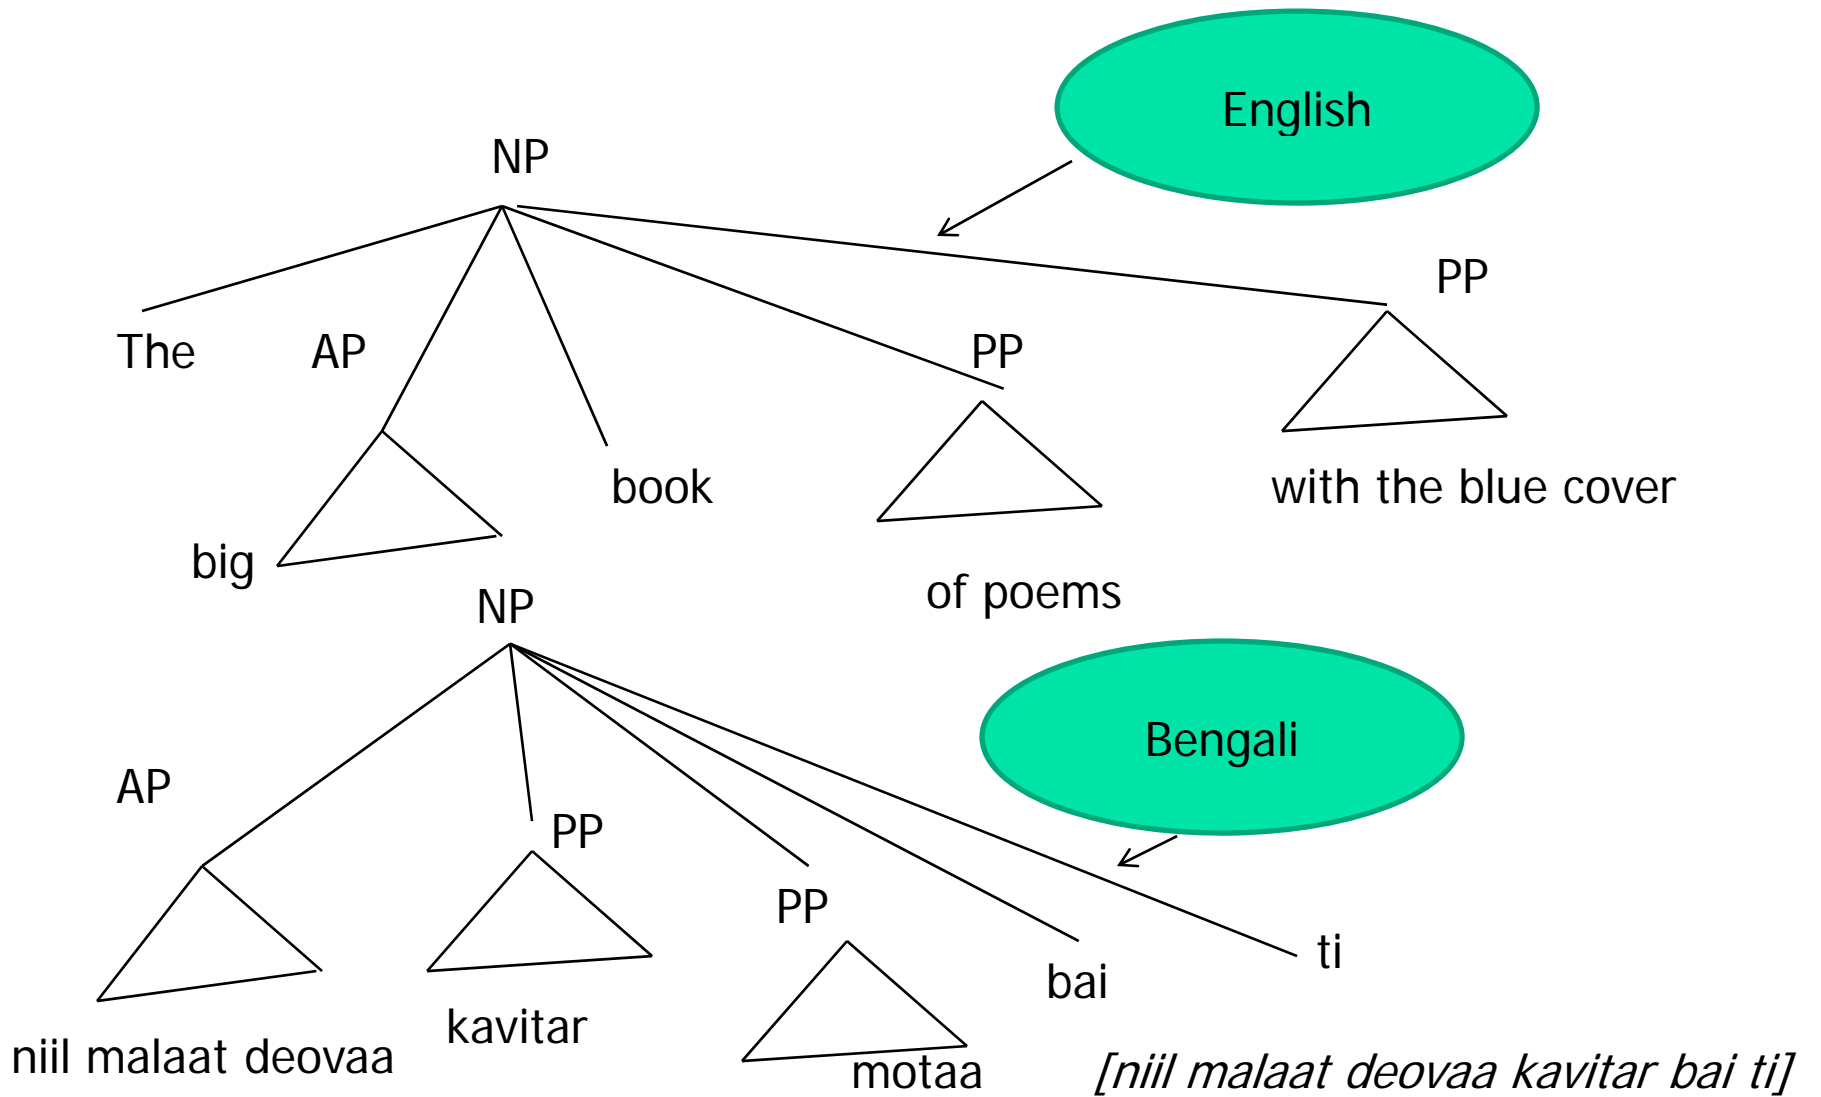 English
NP
PP
The
AP
PP
book
with the blue cover
big
of poems
NP
Bengali
AP
PP
PP
ti
bai
kavitar
niil malaat deovaa
motaa
[niil malaat deovaa kavitar bai ti]